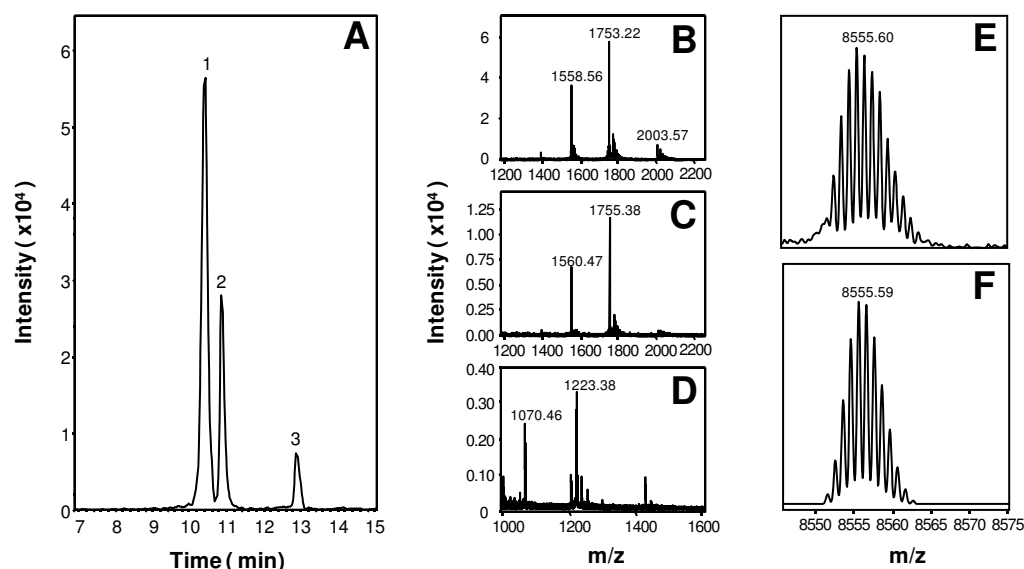 A
Intensity ( x10⁴ )
6
5
4
3
2
1
0
1
2
3
7 8 9 10 11 12 13 14 15
Time ( min)
B
6
4
2
0
1558.56
1753.22
2003.57
1200 1400 1600 1800 2000 2200
Intensity ( x10⁴ )
C
1.25
1.00
0.75
0.50
0.25
0.00
1560.47
1755.38
1200 1400 1600 1800 2000 2200
D
0.40
0.30
0.20
0.10
0
1070.46
1223.38
1000 1200 1400 1600
m/z
E
8555.60
F
8555.59
8550 8555 8560 8565 8570 8575
m/z